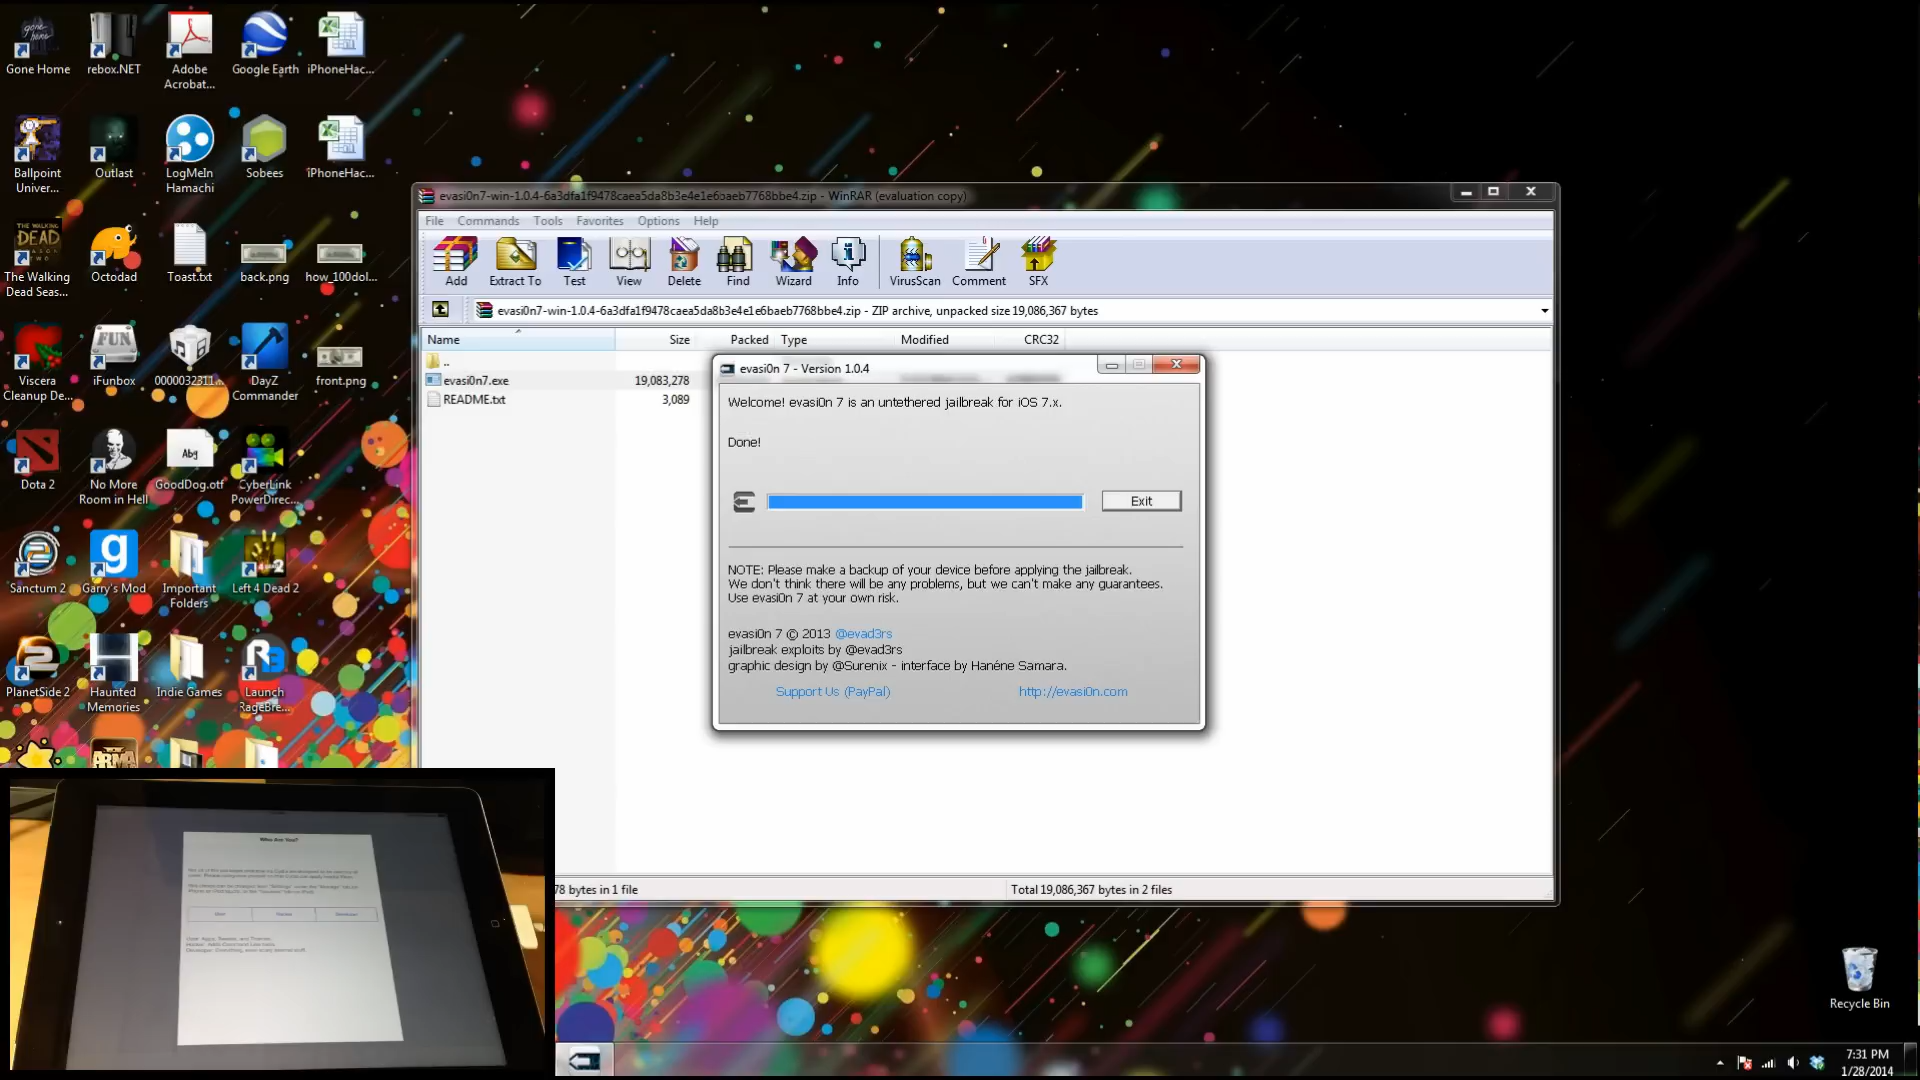 Gone Home
rebox.NET
Adobe Acrobat...
Google Earth
iPhoneHac...
Ballpoint Univer...
Outlast
LogMeIn Hamachi
Sobees
iPhoneHac...
The Walking Dead Seas...
Octodad
Toast.txt
back.png
how_100dol...
Viscera Cleanup De...
iFunbox
0000032311...
DayZ Commander
front.png
Dota 2
No More Room in Hell
Aby
GoodDog.otf
CyberLink PowerDirec...
Sanctum 2
Garry's Mod
Important Folders
Left 4 Dead 2
PlanetSide 2
Haunted Memories
Indie Games
Launch RageBre...
evasi0n7-win-1.0.4-6a3dfa1f9478caea5da8b3e4e1e6baeb7768bbe4.zip - WinRAR (evaluation copy)
File Commands Tools Favorites Options Help
Add Extract To Test View Delete Find Wizard Info VirusScan Comment SFX
evasi0n7-win-1.0.4-6a3dfa1f9478caea5da8b3e4e1e6baeb7768bbe4.zip - ZIP archive, unpacked size 19,086,367 bytes
Name Size Packed Type Modified CRC32
..
evasi0n7.exe 19,083,278
README.txt 3,089
evasi0n 7 - Version 1.0.4
Welcome! evasi0n 7 is an untethered jailbreak for iOS 7.x.
Done!
Exit
NOTE: Please make a backup of your device before applying the jailbreak.
We don't think there will be any problems, but we can't make any guarantees.
Use evasi0n 7 at your own risk.
evasi0n 7 © 2013 @evad3rs
jailbreak exploits by @evad3rs
graphic design by @Surenix - interface by Hanéne Samara.
Support Us (PayPal) http://evasi0n.com
78 bytes in 1 file Total 19,086,367 bytes in 2 files
Who Are You?
Recycle Bin
7:31 PM
1/28/2014